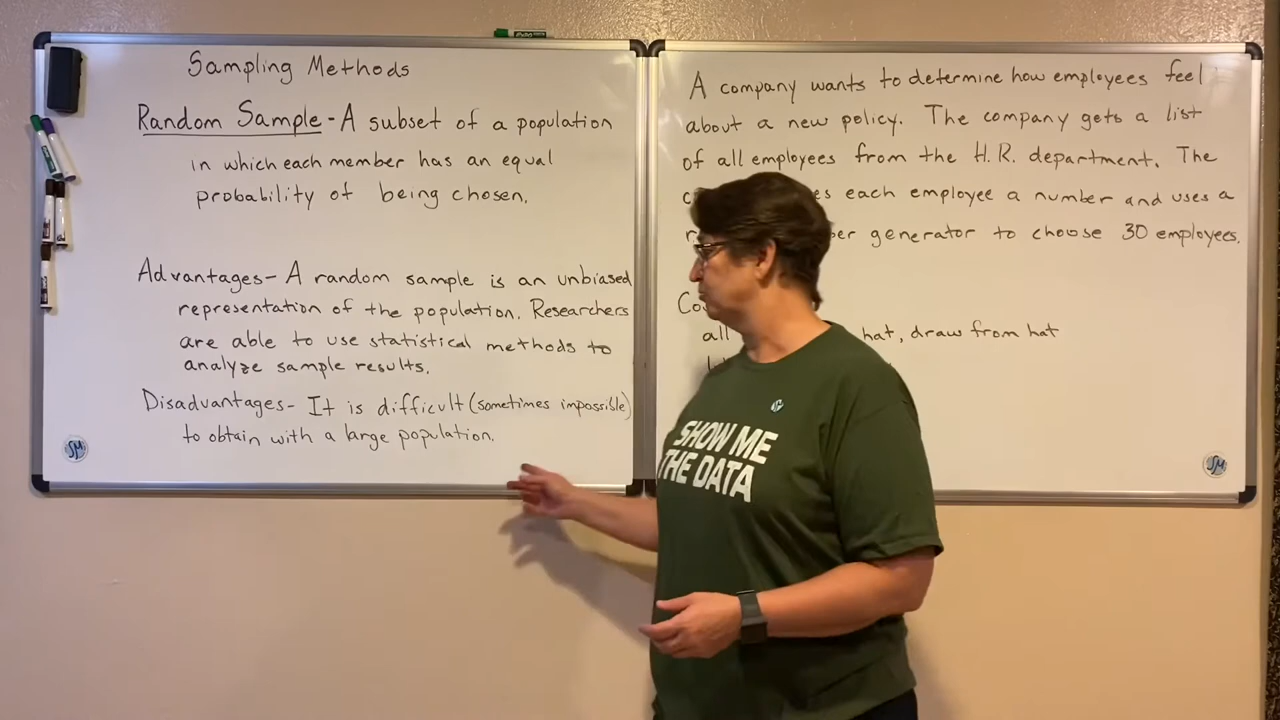 Sampling Methods
Random Sample - A subset of a population
in which each member has an equal
probability of being chosen.
Advantages - A random sample is an unbiased
representation of the population. Researchers
are able to use statistical methods to
analyze sample results.
Disadvantages - It is difficult (sometimes impossible)
to obtain with a large population.
SM
A company wants to determine how employees feel
about a new policy. The company gets a list
of all employees from the H.R. department. The
each employee a number and uses a
generator to choose 30 employees.
all hat, draw from hat
SM
SHOW ME
THE DATA